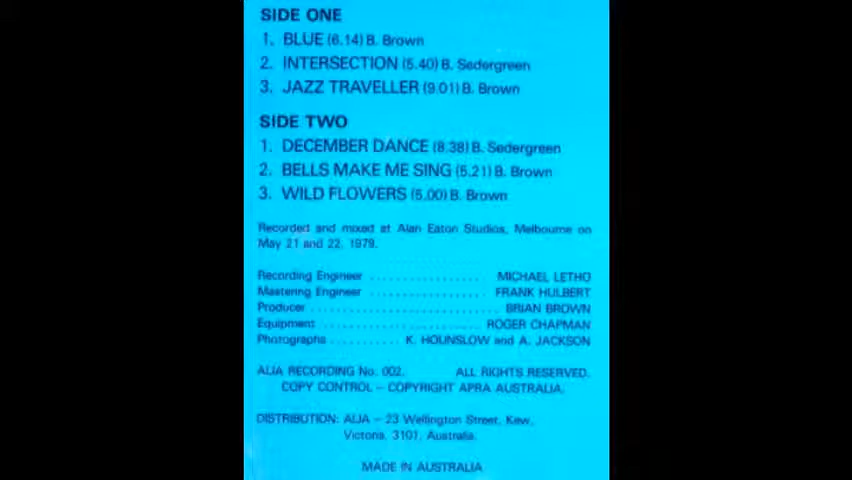 SIDE ONE
1. BLUE (6.14) B. Brown
2. INTERSECTION (5.40) B. Sedergreen
3. JAZZ TRAVELLER (9.01) B. Brown
SIDE TWO
1. DECEMBER DANCE (8.38) B. Sedergreen
2. BELLS MAKE ME SING (5.21) B. Brown
3. WILD FLOWERS (5.00) B. Brown
Recorded and mixed at Alan Eaton Studios, Melbourne on
May 21 and 22, 1979.
Recording Engineer . . . . . . . . . . . . . . . . . MICHAEL LETHO
Mastering Engineer . . . . . . . . . . . . . . . . . FRANK HULBERT
Producer . . . . . . . . . . . . . . . . . . . . . . . . . . . BRIAN BROWN
Equipment . . . . . . . . . . . . . . . . . . . . . . . ROGER CHAPMAN
Photographs . . . . . . . . . . K. HOUNSLOW and A. JACKSON
AIJA RECORDING No. 002. ALL RIGHTS RESERVED.
COPY CONTROL – COPYRIGHT APRA AUSTRALIA.
DISTRIBUTION: AIJA – 23 Wellington Street, Kew,
Victoria, 3101, Australia.
MADE IN AUSTRALIA